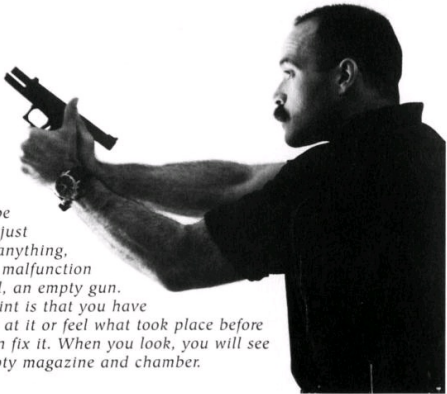 be
just
anything,
malfunction
, an empty gun.
int is that you have
at it or feel what took place before
n fix it. When you look, you will see
pty magazine and chamber.